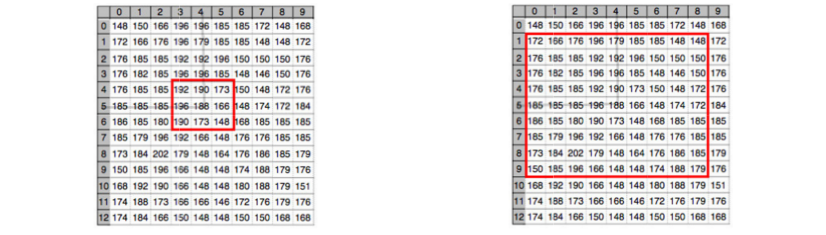 0 1 2 3 4 5 6 7 8 9
0 148 150 166 196 196 185 185 172 148 168
1 172 166 176 196 179 185 185 148 148 172
2 176 185 185 192 192 196 150 150 150 176
3 176 182 185 196 196 185 148 146 150 176
4 176 185 185 192 190 173 150 148 172 176
5 185 185 185 196 188 166 148 174 172 184
6 186 185 180 190 173 148 168 185 185 185
7 185 179 196 192 166 148 176 176 185 185
8 173 184 202 179 148 164 176 186 185 179
9 150 185 196 166 148 148 174 188 179 176
10 168 192 190 166 148 148 180 188 179 151
11 174 188 173 166 166 146 172 176 179 176
12 174 184 166 150 148 148 150 150 168 168
0 1 2 3 4 5 6 7 8 9
0 148 150 166 196 196 185 185 172 148 168
1 172 166 176 196 179 185 185 148 148 172
2 176 185 185 192 192 196 150 150 150 176
3 176 182 185 196 196 185 148 146 150 176
4 176 185 185 192 190 173 150 148 172 176
5 185 185 185 196 188 166 148 174 172 184
6 186 185 180 190 173 148 168 185 185 185
7 185 179 196 192 166 148 176 176 185 185
8 173 184 202 179 148 164 176 186 185 179
9 150 185 196 166 148 148 174 188 179 176
10 168 192 190 166 148 148 180 188 179 151
11 174 188 173 166 166 146 172 176 179 176
12 174 184 166 150 148 148 150 150 168 168